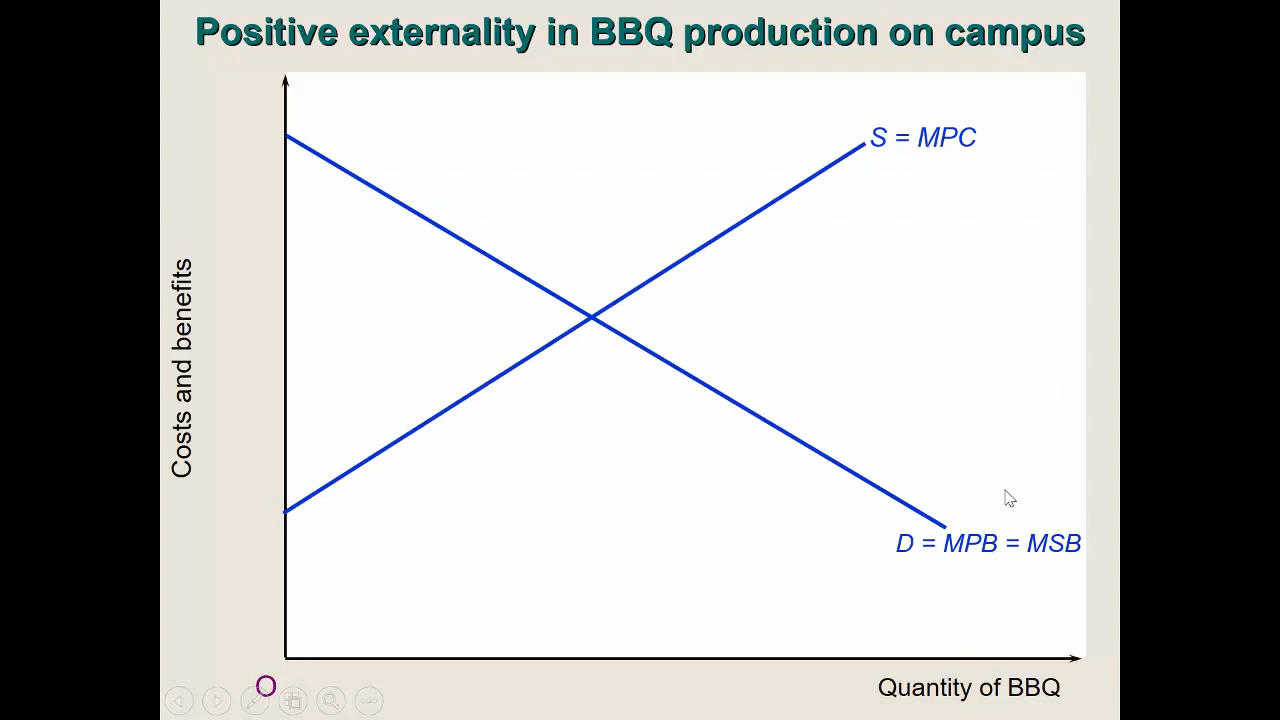 Positive externality in BBQ production on campus
S = MPC
Costs and benefits
D = MPB = MSB
O
Quantity of BBQ